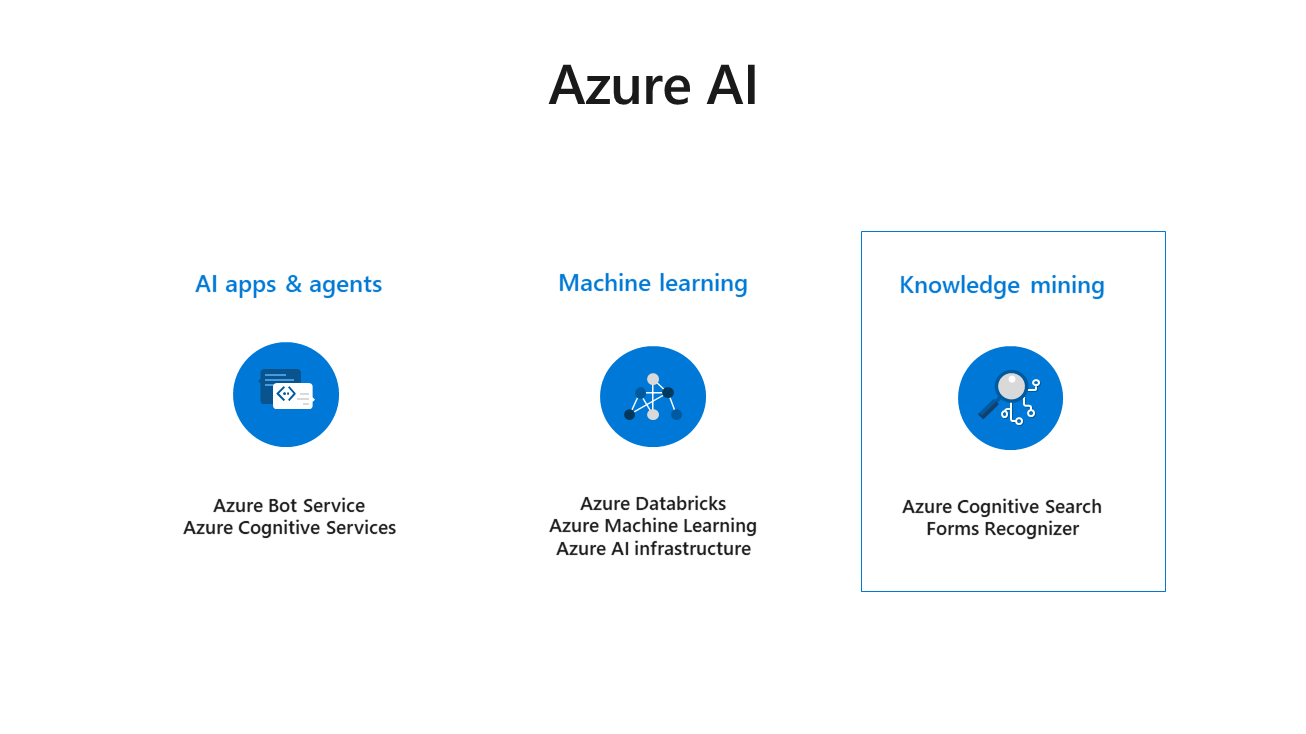 Azure AI
AI apps & agents
Azure Bot Service
Azure Cognitive Services
Machine learning
Azure Databricks
Azure Machine Learning
Azure AI infrastructure
Knowledge mining
Azure Cognitive Search
Forms Recognizer